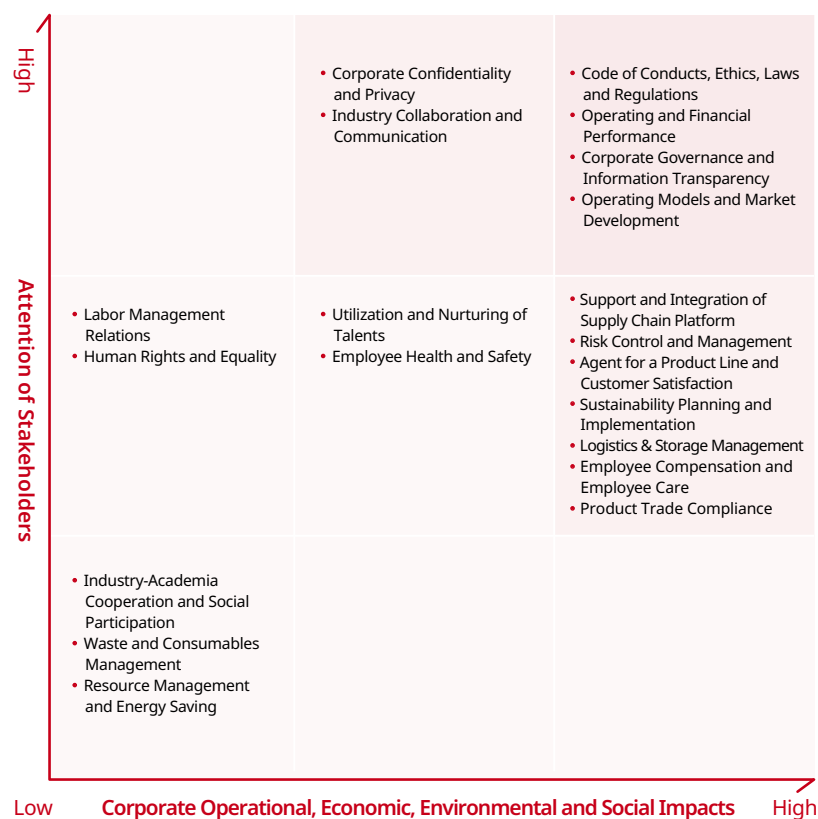 High
Attention of Stakeholders
• Corporate Confidentiality
and Privacy
• Industry Collaboration and
Communication
• Code of Conducts, Ethics, Laws
and Regulations
• Operating and Financial
Performance
• Corporate Governance and
Information Transparency
• Operating Models and Market
Development
• Labor Management
Relations
• Human Rights and Equality
• Utilization and Nurturing of
Talents
• Employee Health and Safety
• Support and Integration of
Supply Chain Platform
• Risk Control and Management
• Agent for a Product Line and
Customer Satisfaction
• Sustainability Planning and
Implementation
• Logistics & Storage Management
• Employee Compensation and
Employee Care
• Product Trade Compliance
• Industry-Academia
Cooperation and Social
Participation
• Waste and Consumables
Management
• Resource Management
and Energy Saving
Low
Corporate Operational, Economic, Environmental and Social Impacts
High